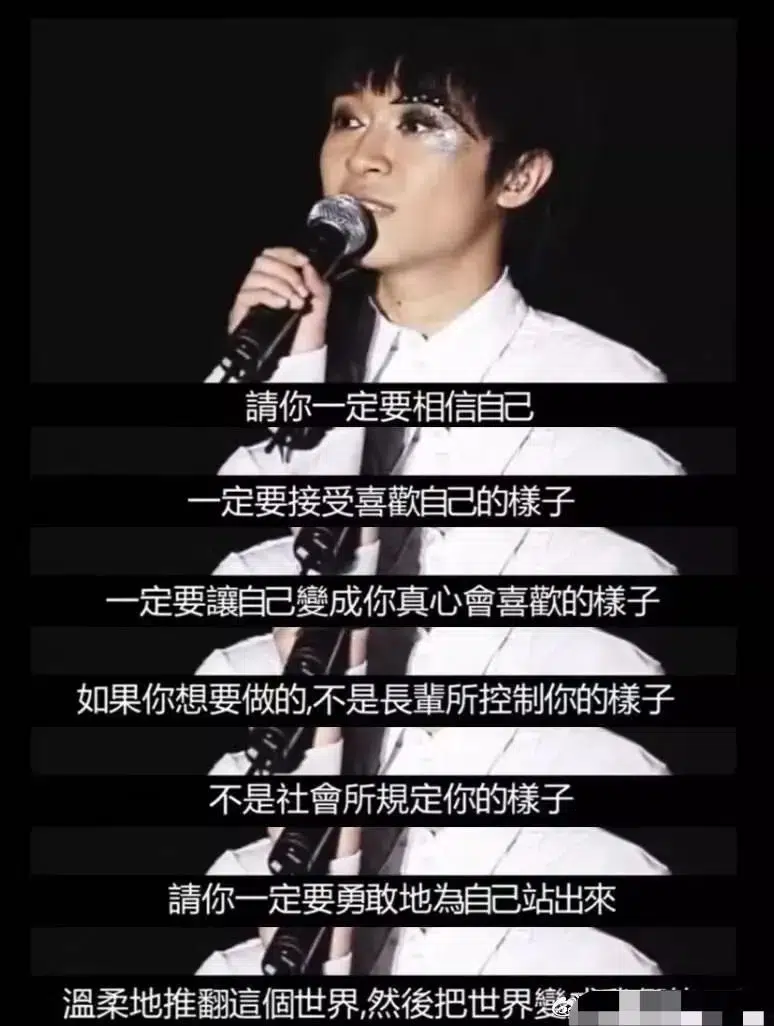 請你一定要相信自己
一定要接受喜歡自己的樣子
一定要讓自己變成你真心會喜歡的樣子
如果你想要做的,不是長輩所控制你的樣子
不是社會所規定你的樣子
請你一定要勇敢地為自己站出來
溫柔地推翻這個世界,然後把世界變